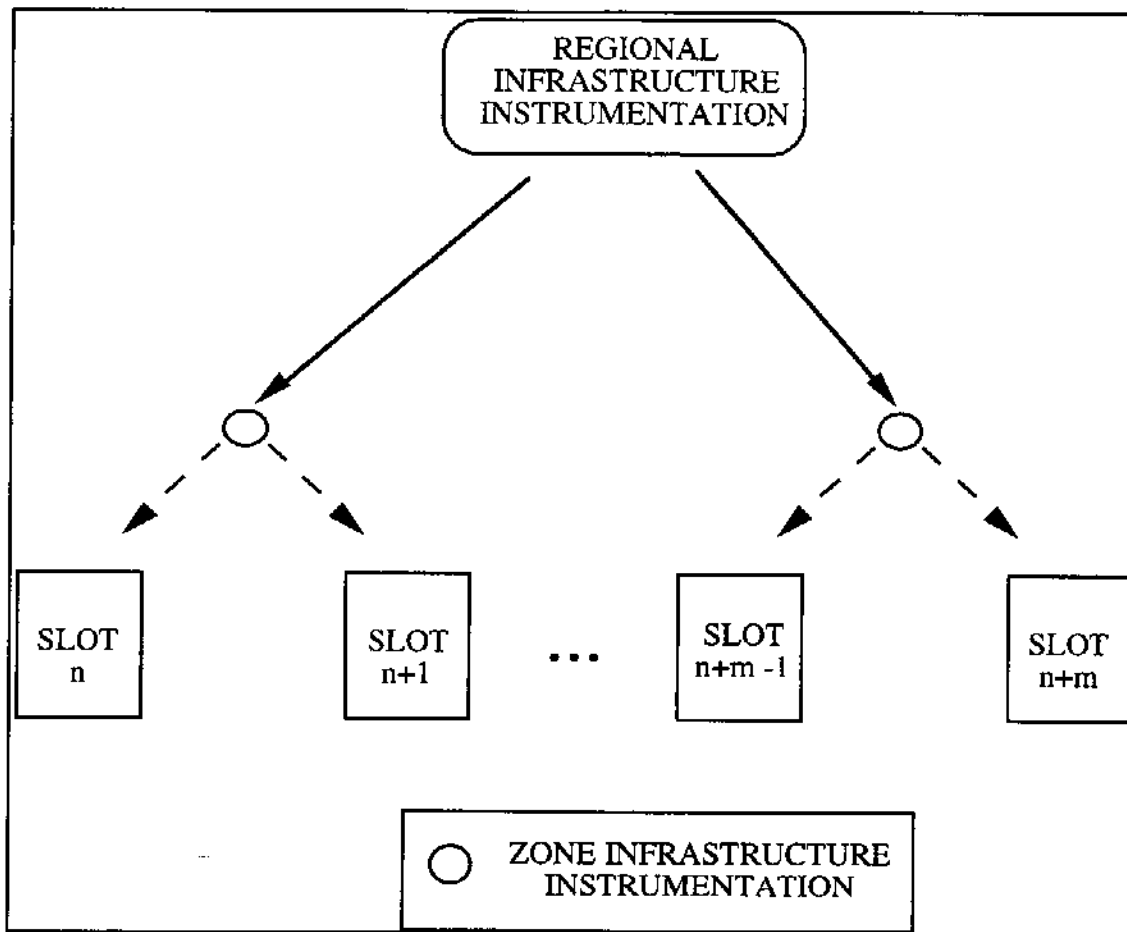 REGIONAL
INFRASTRUCTURE
INSTRUMENTATION
SLOT
n
SLOT
n+1
...
SLOT
n+m -1
SLOT
n+m
ZONE INFRASTRUCTURE
INSTRUMENTATION